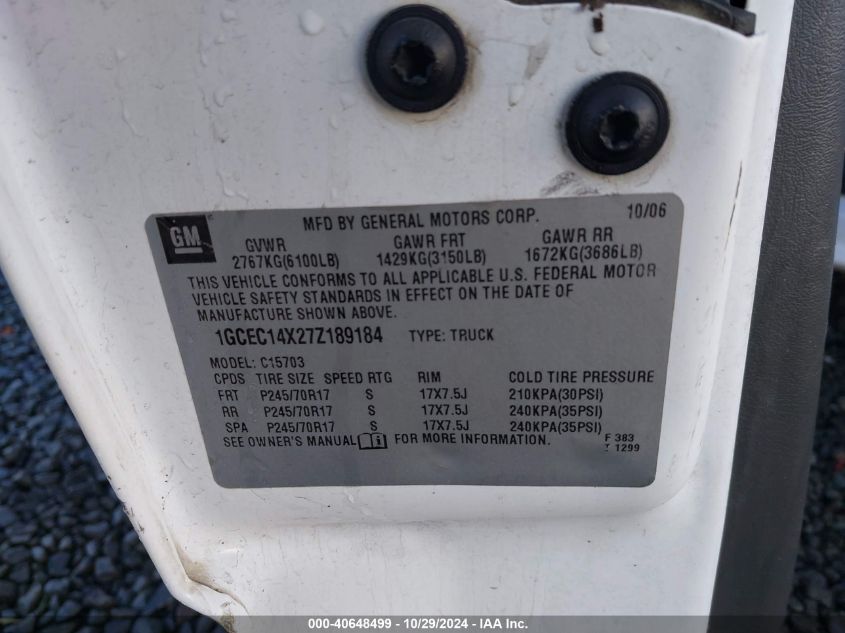 MFD BY GENERAL MOTORS CORP. 10/06
GM
GVWR GAWR FRT GAWR RR
2767KG(6100LB) 1429KG(3150LB) 1672KG(3686LB)
THIS VEHICLE CONFORMS TO ALL APPLICABLE U.S. FEDERAL MOTOR
VEHICLE SAFETY STANDARDS IN EFFECT ON THE DATE OF
MANUFACTURE SHOWN ABOVE.
1GCEC14X27Z189184 TYPE: TRUCK
MODEL: C15703
CPDS TIRE SIZE SPEED RTG RIM COLD TIRE PRESSURE
FRT P245/70R17 S 17X7.5J 210KPA(30PSI)
RR P245/70R17 S 17X7.5J 240KPA(35PSI)
SPA P245/70R17 S 17X7.5J 240KPA(35PSI)
SEE OWNER'S MANUAL FOR MORE INFORMATION.
F 383
T 1299
000-40648499 - 10/29/2024 - IAA Inc.